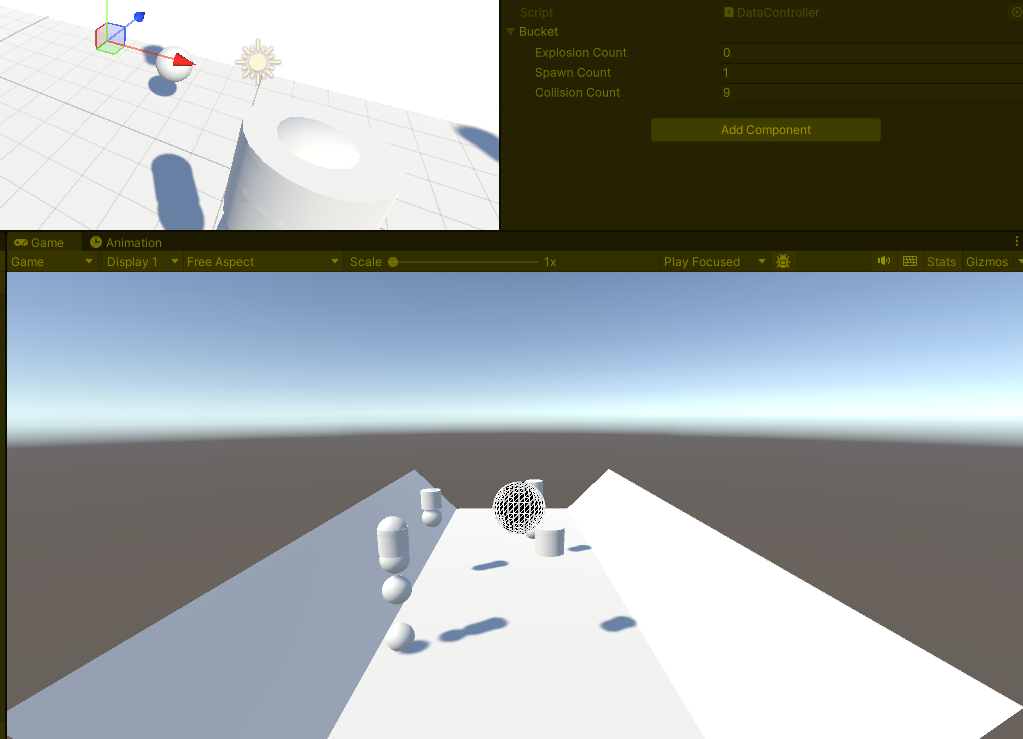 Script DataController
Bucket
Explosion Count 0
Spawn Count 1
Collision Count 9
Add Component
Game Animation
Game Display 1 Free Aspect Scale 1x Play Focused Stats Gizmos